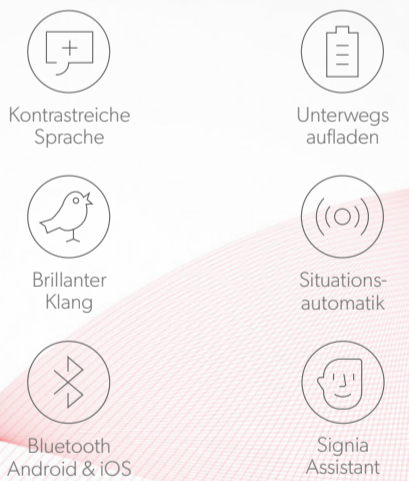 Kontrastreiche
Sprache
Unterwegs
aufladen
Brillanter
Klang
Situations-
automatik
Bluetooth
Android & iOS
Signia
Assistant